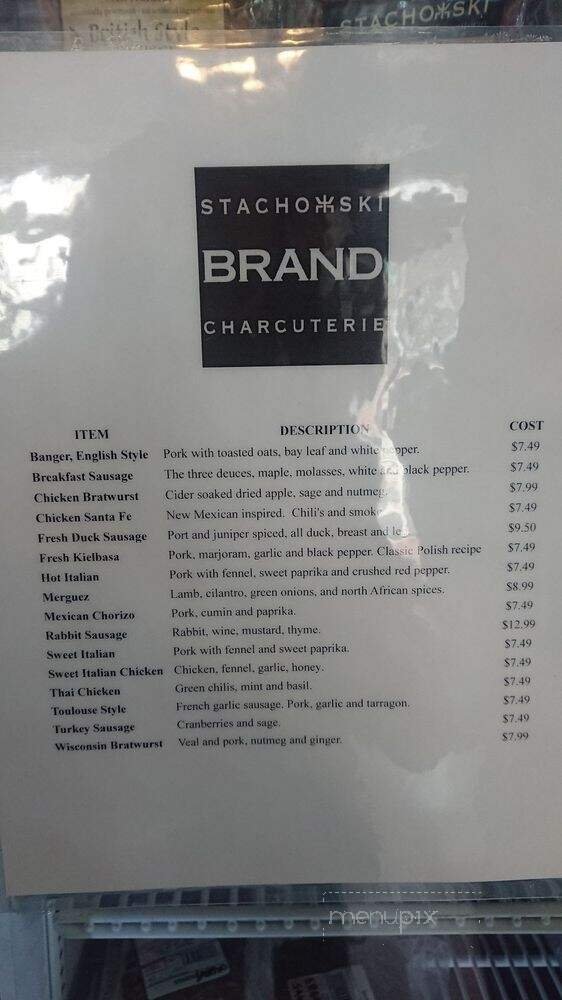 British Style
STACHOWSKI
STACHOWSKI
BRAND
CHARCUTERIE
ITEM DESCRIPTION COST
Banger, English Style Pork with toasted oats, bay leaf and white pepper. $7.49
Breakfast Sausage The three deuces, maple, molasses, white and black pepper. $7.49
Chicken Bratwurst Cider soaked dried apple, sage and nutmeg. $7.99
Chicken Santa Fe New Mexican inspired. Chili's and smoke $7.49
Fresh Duck Sausage Port and juniper spiced, all duck, breast and leg $9.50
Fresh Kielbasa Pork, marjoram, garlic and black pepper. Classic Polish recipe $7.49
Hot Italian Pork with fennel, sweet paprika and crushed red pepper. $7.49
Merguez Lamb, cilantro, green onions, and north African spices. $8.99
Mexican Chorizo Pork, cumin and paprika. $7.49
Rabbit Sausage Rabbit, wine, mustard, thyme. $12.99
Sweet Italian Pork with fennel and sweet paprika. $7.49
Sweet Italian Chicken Chicken, fennel, garlic, honey. $7.49
Thai Chicken Green chilis, mint and basil. $7.49
Toulouse Style French garlic sausage. Pork, garlic and tarragon. $7.49
Turkey Sausage Cranberries and sage. $7.49
Wisconsin Bratwurst Veal and pork, nutmeg and ginger. $7.99
menupix